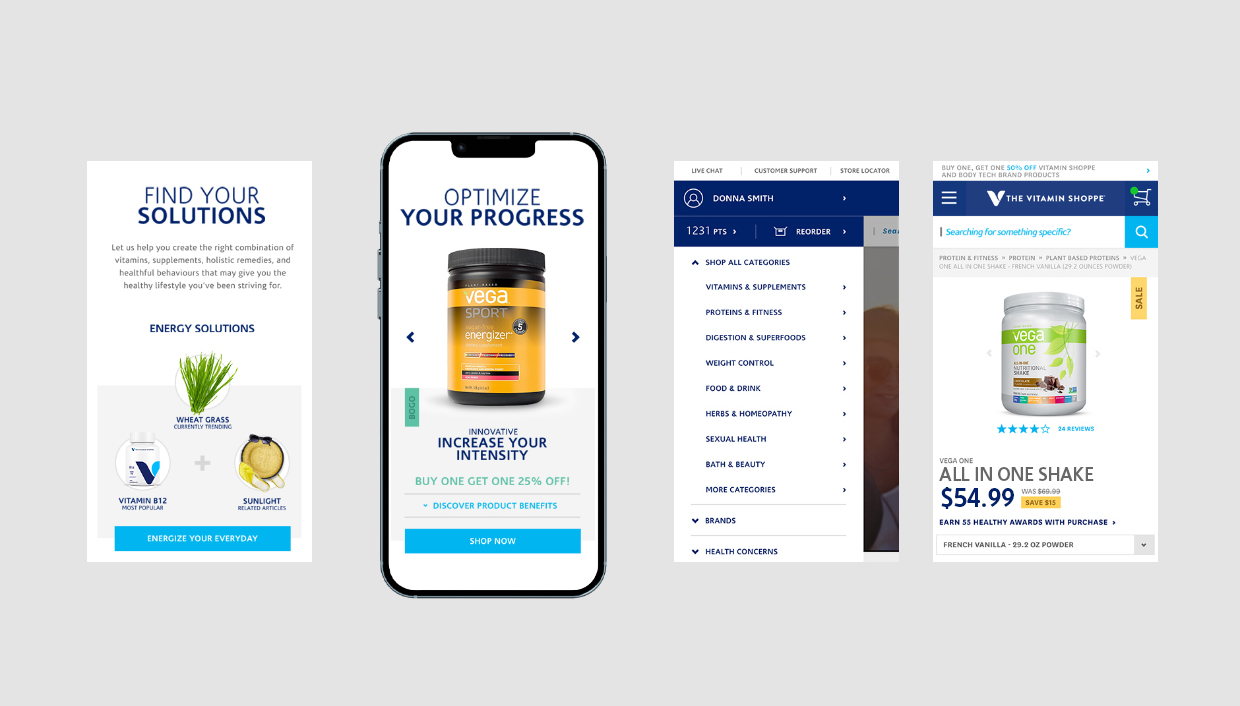 FIND YOUR
SOLUTIONS
Let us help you create the right combination of
vitamins, supplements, holistic remedies, and
healthful behaviours that may give you the
healthy lifestyle you've been striving for.
ENERGY SOLUTIONS
WHEAT GRASS
CURRENTLY TRENDING
VITAMIN B12
MOST POPULAR
+
SUNLIGHT
RELATED ARTICLES
ENERGIZE YOUR EVERYDAY
OPTIMIZE
YOUR PROGRESS
vega
SPORT
sugar-free
energizer
5
BOGO
INNOVATIVE
INCREASE YOUR
INTENSITY
BUY ONE GET ONE 25% OFF!
DISCOVER PRODUCT BENEFITS
SHOP NOW
LIVE CHAT
CUSTOMER SUPPORT
STORE LOCATOR
DONNA SMITH
1231 PTS
REORDER
Sear
SHOP ALL CATEGORIES
VITAMINS & SUPPLEMENTS
PROTEINS & FITNESS
DIGESTION & SUPERFOODS
WEIGHT CONTROL
FOOD & DRINK
HERBS & HOMEOPATHY
SEXUAL HEALTH
BATH & BEAUTY
MORE CATEGORIES
BRANDS
HEALTH CONCERNS
BUY ONE, GET ONE 50% OFF VITAMIN SHOPPE
AND BODY TECH BRAND PRODUCTS
THE VITAMIN SHOPPE
Searching for something specific?
PROTEIN & FITNESS » PROTEIN » PLANT BASED PROTEINS » VEGA
ONE ALL IN ONE SHAKE - FRENCH VANILLA (29.2 OUNCES POWDER)
SALE
vega
one
ALL-IN-ONE
NUTRITIONAL
SHAKE
CHOCOLATE
24 REVIEWS
VEGA ONE
ALL IN ONE SHAKE
$54.99 WAS $69.99
SAVE $15
EARN 55 HEALTHY AWARDS WITH PURCHASE
FRENCH VANILLA - 29.2 OZ POWDER